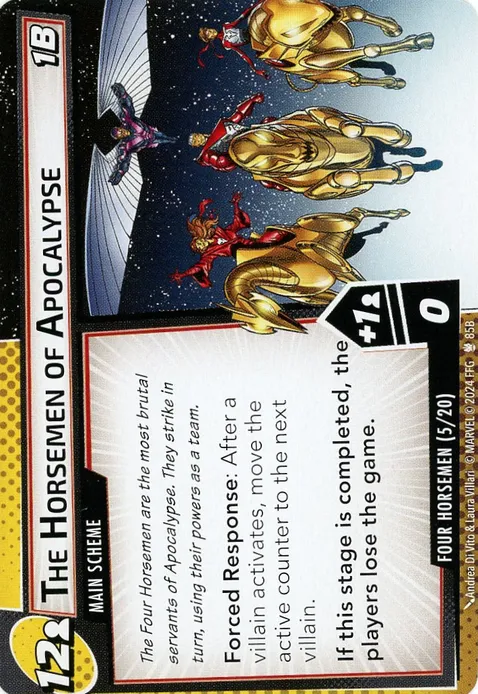 THE HORSEMEN OF APOCALYPSE
1B
12
MAIN SCHEME
The Four Horsemen are the most brutal
servants of Apocalypse. They strike in
turn, using their powers as a team.
Forced Response: After a
villain activates, move the
active counter to the next
villain.
If this stage is completed, the
players lose the game.
+1
0
FOUR HORSEMEN (5/20)
Andrea Di Vito & Laura Villari © MARVEL © 2024 FFG 85B